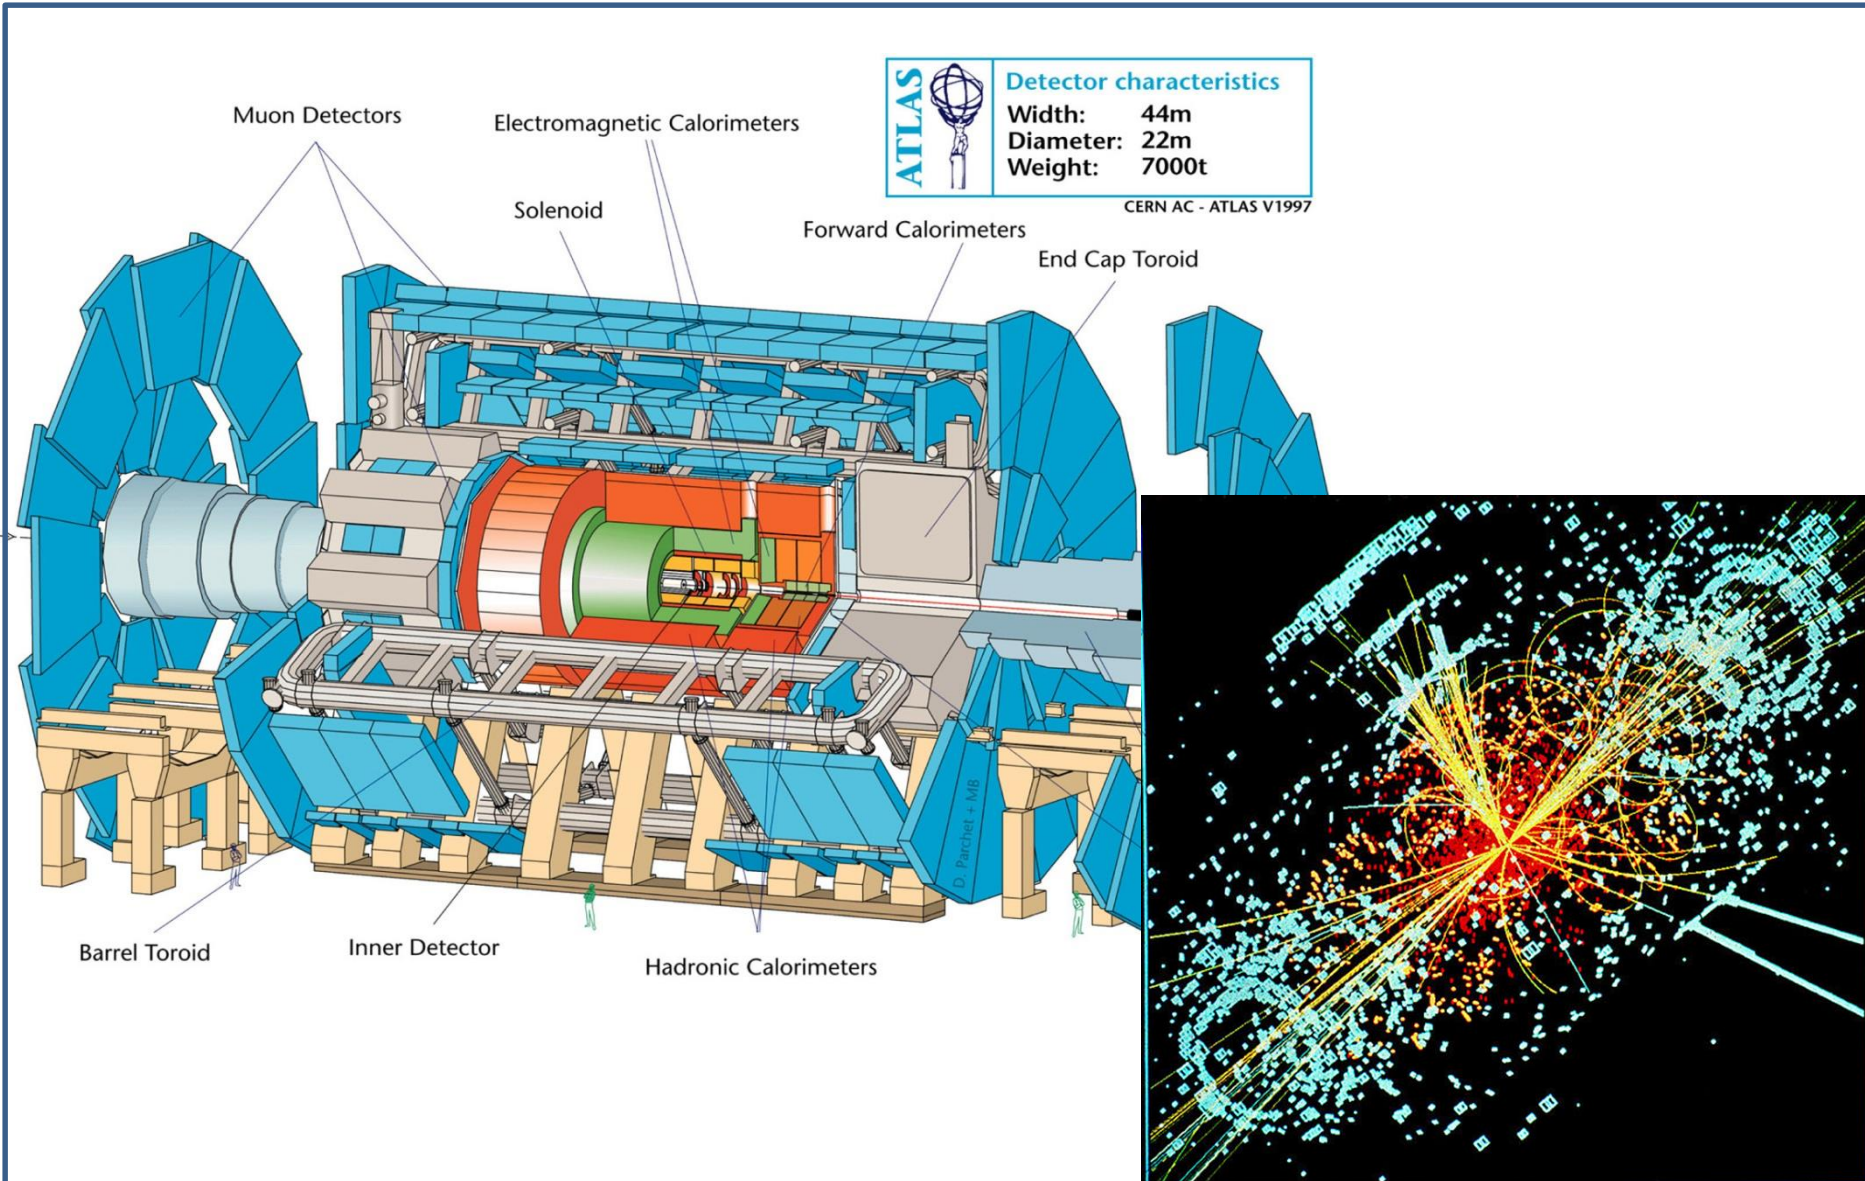 ATLAS
Detector characteristics
Width: 44m
Diameter: 22m
Weight: 7000t
CERN AC - ATLAS V1997
Muon Detectors
Electromagnetic Calorimeters
Solenoid
Forward Calorimeters
End Cap Toroid
D. Parchet + MB
Barrel Toroid
Inner Detector
Hadronic Calorimeters